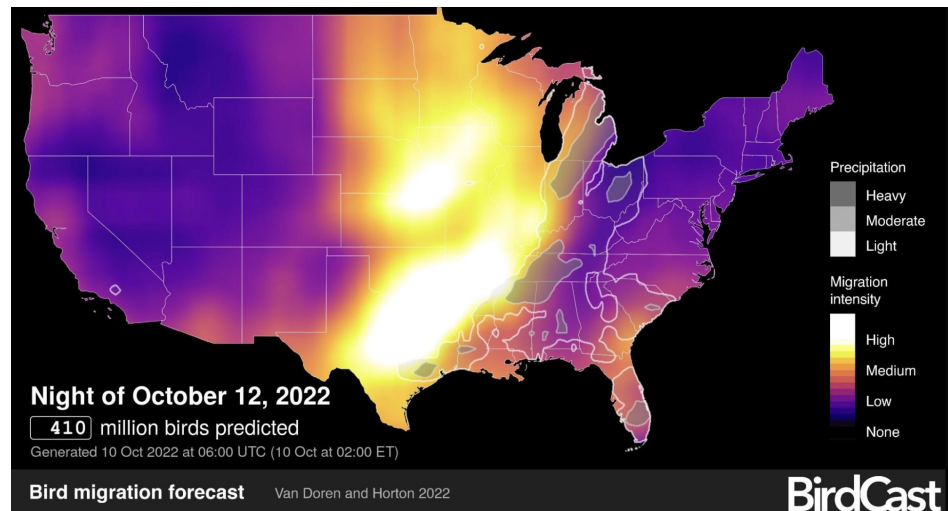 Precipitation
Heavy
Moderate
Light
Migration
intensity
High
Medium
Low
None
Night of October 12, 2022
410 million birds predicted
Generated 10 Oct 2022 at 06:00 UTC (10 Oct at 02:00 ET)
Bird migration forecast Van Doren and Horton 2022
BirdCast